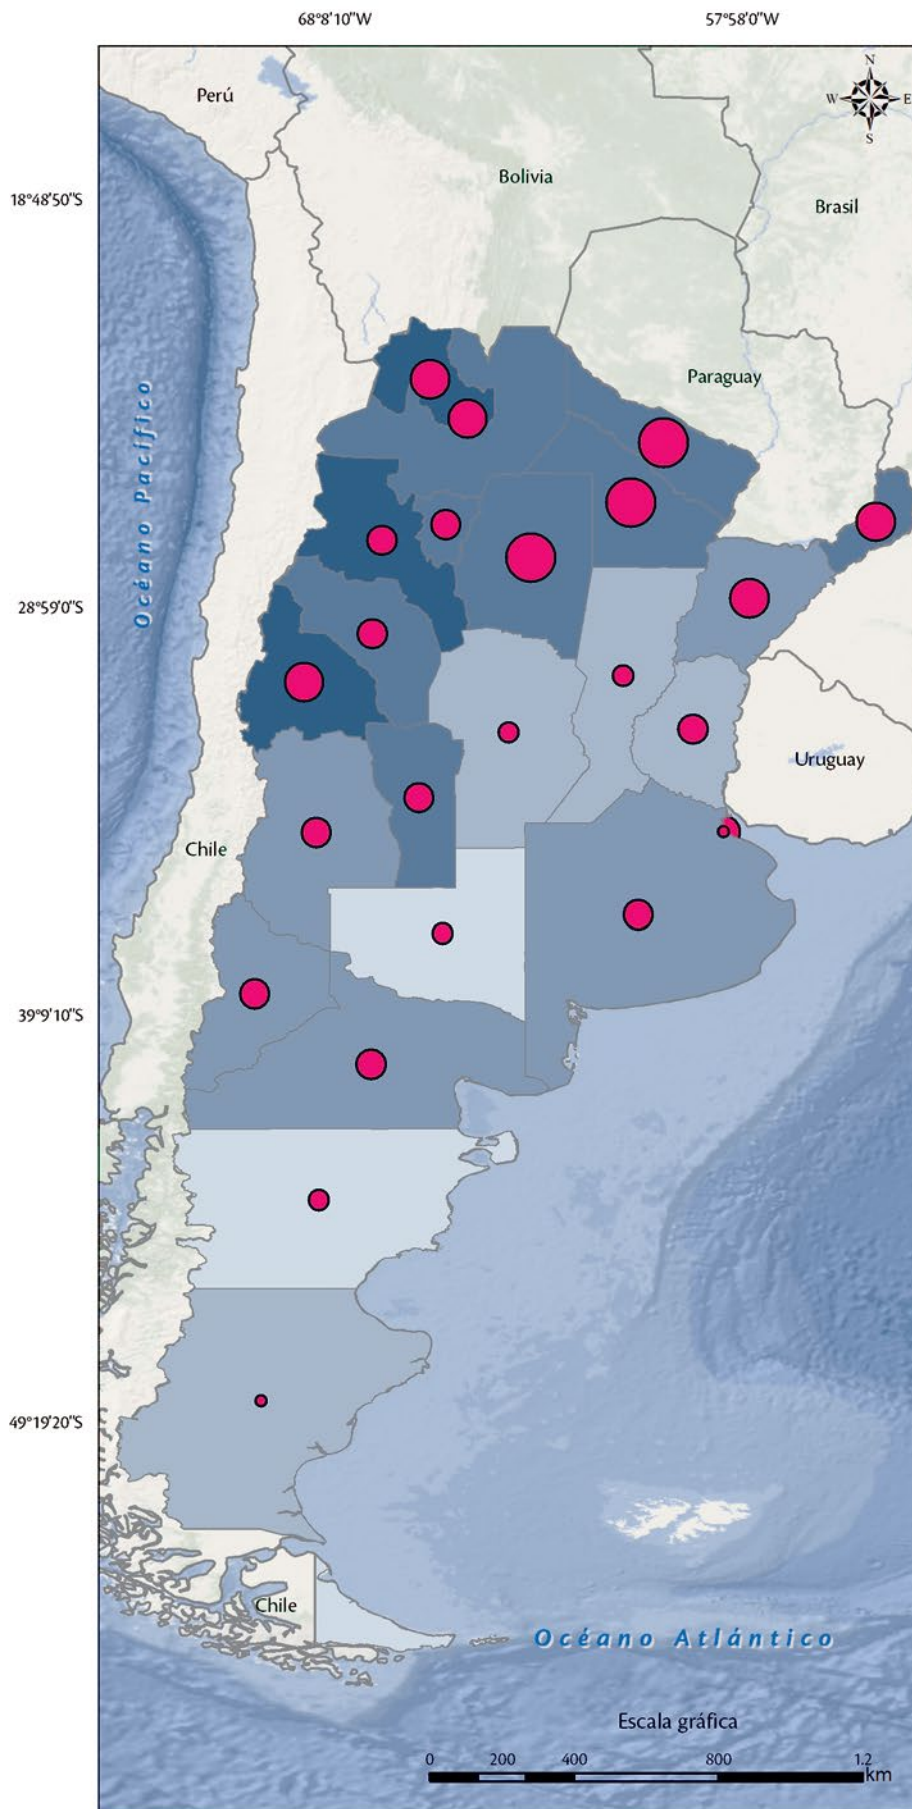 68°8'10"W
57°58'0"W
N
W
E
S
Perú
Bolivia
Brasil
18°48'50"S
Paraguay
Océano Pacífico
28°59'0"S
Uruguay
Chile
39°9'10"S
49°19'20"S
Chile
Océano Atlántico
Escala gráfica
0 200 400 800 1.2
km